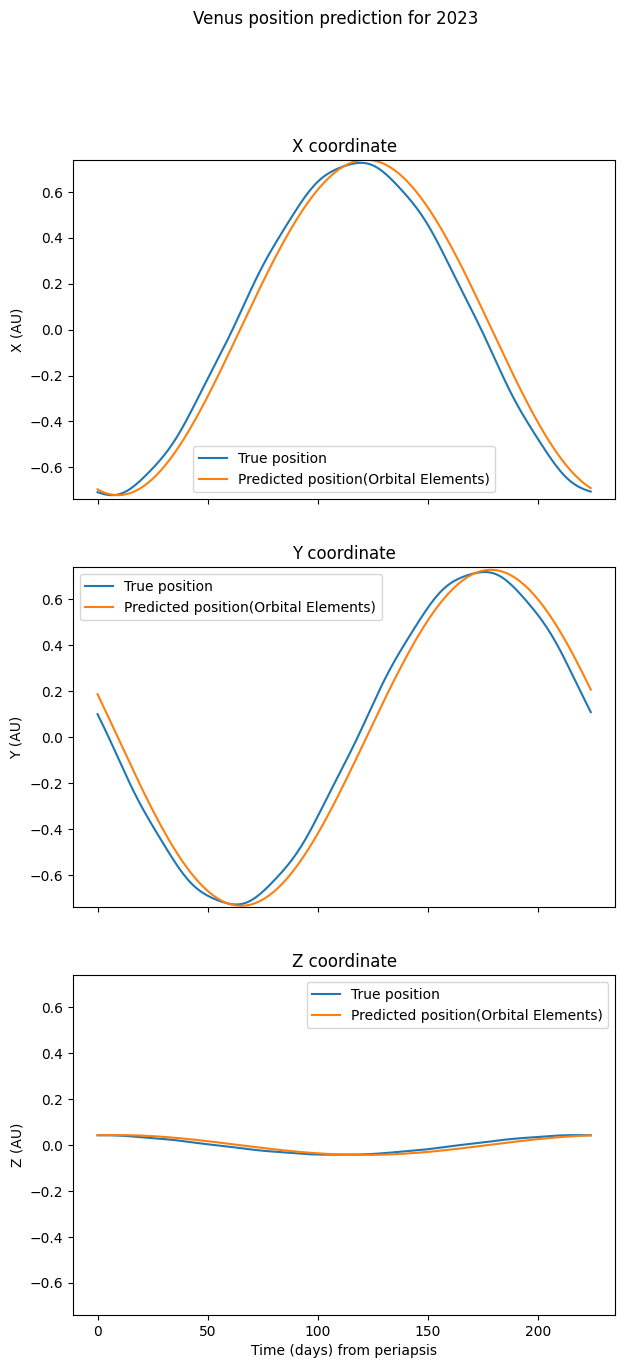 Venus position prediction for 2023
X coordinate
X (AU)
0.6
0.4
0.2
0.0
−0.2
−0.4
−0.6
True position
Predicted position(Orbital Elements)
Y coordinate
Y (AU)
0.6
0.4
0.2
0.0
−0.2
−0.4
−0.6
True position
Predicted position(Orbital Elements)
Z coordinate
Z (AU)
0.6
0.4
0.2
0.0
−0.2
−0.4
−0.6
True position
Predicted position(Orbital Elements)
0 50 100 150 200
Time (days) from periapsis